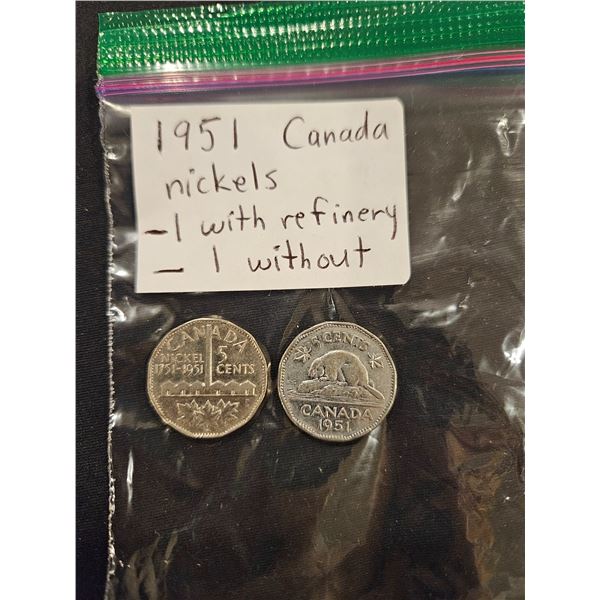 1951 Canada
nickels
- 1 with refinery
- 1 without
CANADA
NICKEL 5
1751-1951 CENTS
5 CENTS
CANADA
1951